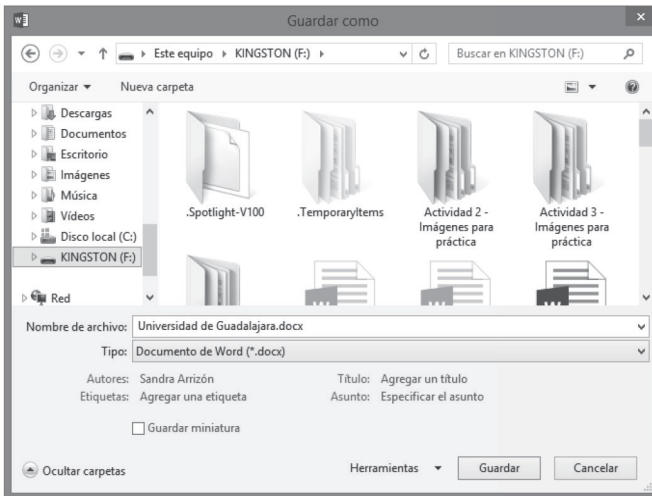 Guardar como
Este equipo KINGSTON (F:)
Buscar en KINGSTON (F:)
Organizar
Nueva carpeta
Descargas
Documentos
Escritorio
Imágenes
Música
Vídeos
Disco local (C:)
KINGSTON (F:)
Red
.Spotlight-V100
.TemporaryItems
Actividad 2 -
Imágenes para
práctica
Actividad 3 -
Imágenes para
práctica
Nombre de archivo: Universidad de Guadalajara.docx
Tipo: Documento de Word (*.docx)
Autores: Sandra Arrizón
Título: Agregar un título
Etiquetas: Agregar una etiqueta
Asunto: Especificar el asunto
Guardar miniatura
Ocultar carpetas
Herramientas
Guardar
Cancelar